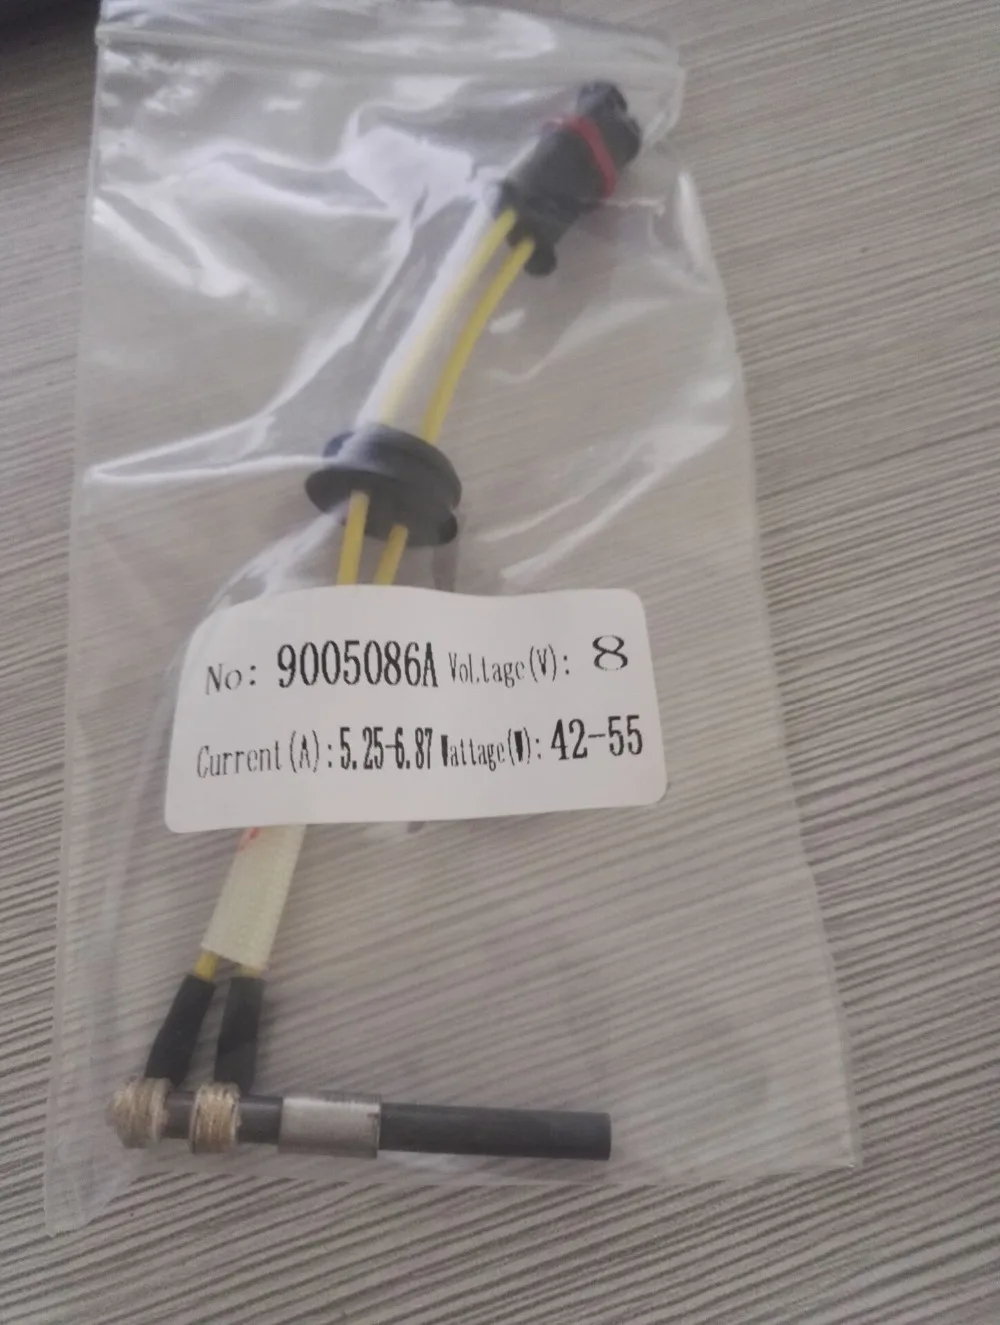 No: 9005086A Vol.tage(V): 8
Current(A): 5.25-6.87 Wattage(W): 42-55